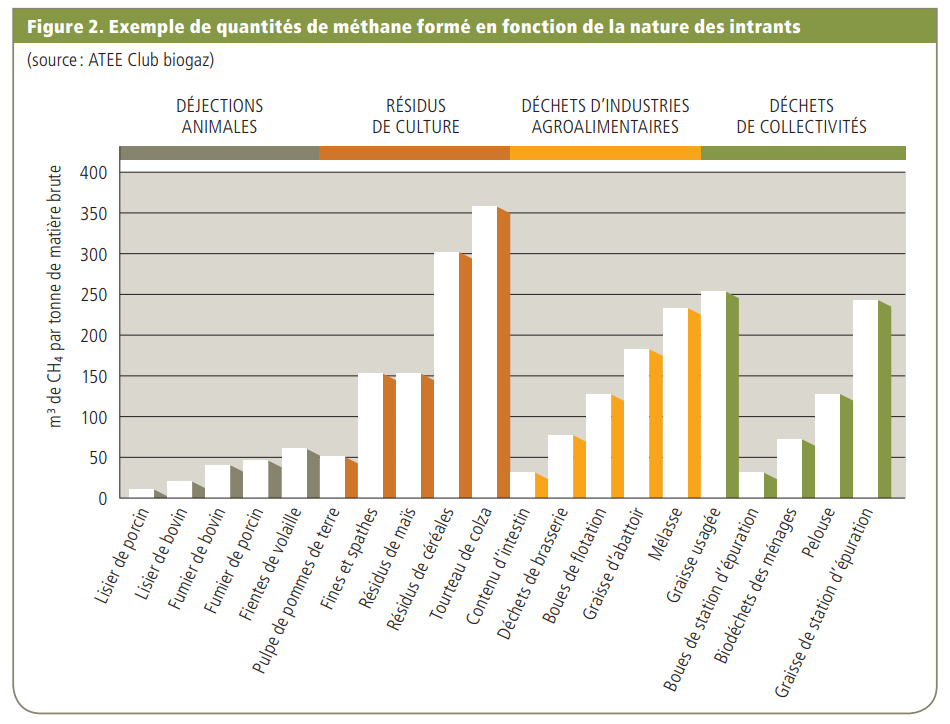 Figure 2. Exemple de quantités de méthane formé en fonction de la nature des intrants
(source : ATEE Club biogaz)
DÉJECTIONS
ANIMALES
RÉSIDUS
DE CULTURE
DÉCHETS D'INDUSTRIES
AGROALIMENTAIRES
DÉCHETS
DE COLLECTIVITÉS
m³ de CH₄ par tonne de matière brute
400
350
300
250
200
150
100
50
0
Lisier de porcin
Lisier de bovin
Fumier de bovin
Fumier de porcin
Fientes de volaille
Pulpe de pommes de terre
Fines et spathes
Résidus de maïs
Résidus de céréales
Tourteau de colza
Contenu d'intestin
Déchets de brasserie
Boues de flotation
Graisse d'abattoir
Mélasse
Graisse usagée
Boues de station d'épuration
Biodéchets des ménages
Pelouse
Graisse de station d'épuration